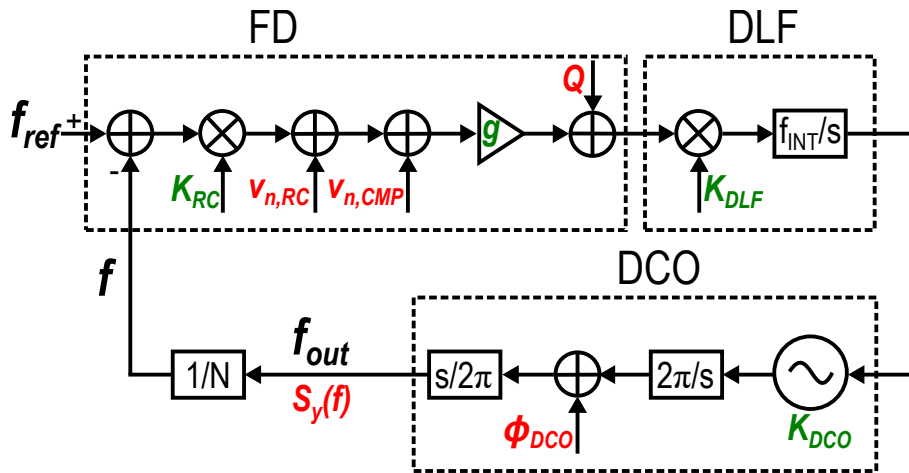 FD
DLF
Q
f_ref
+
g
f_INT/s
-
K_RC
v_n,RC
v_n,CMP
K_DLF
f
DCO
f_out
1/N
s/2π
2π/s
S_y(f)
ϕ_DCO
K_DCO